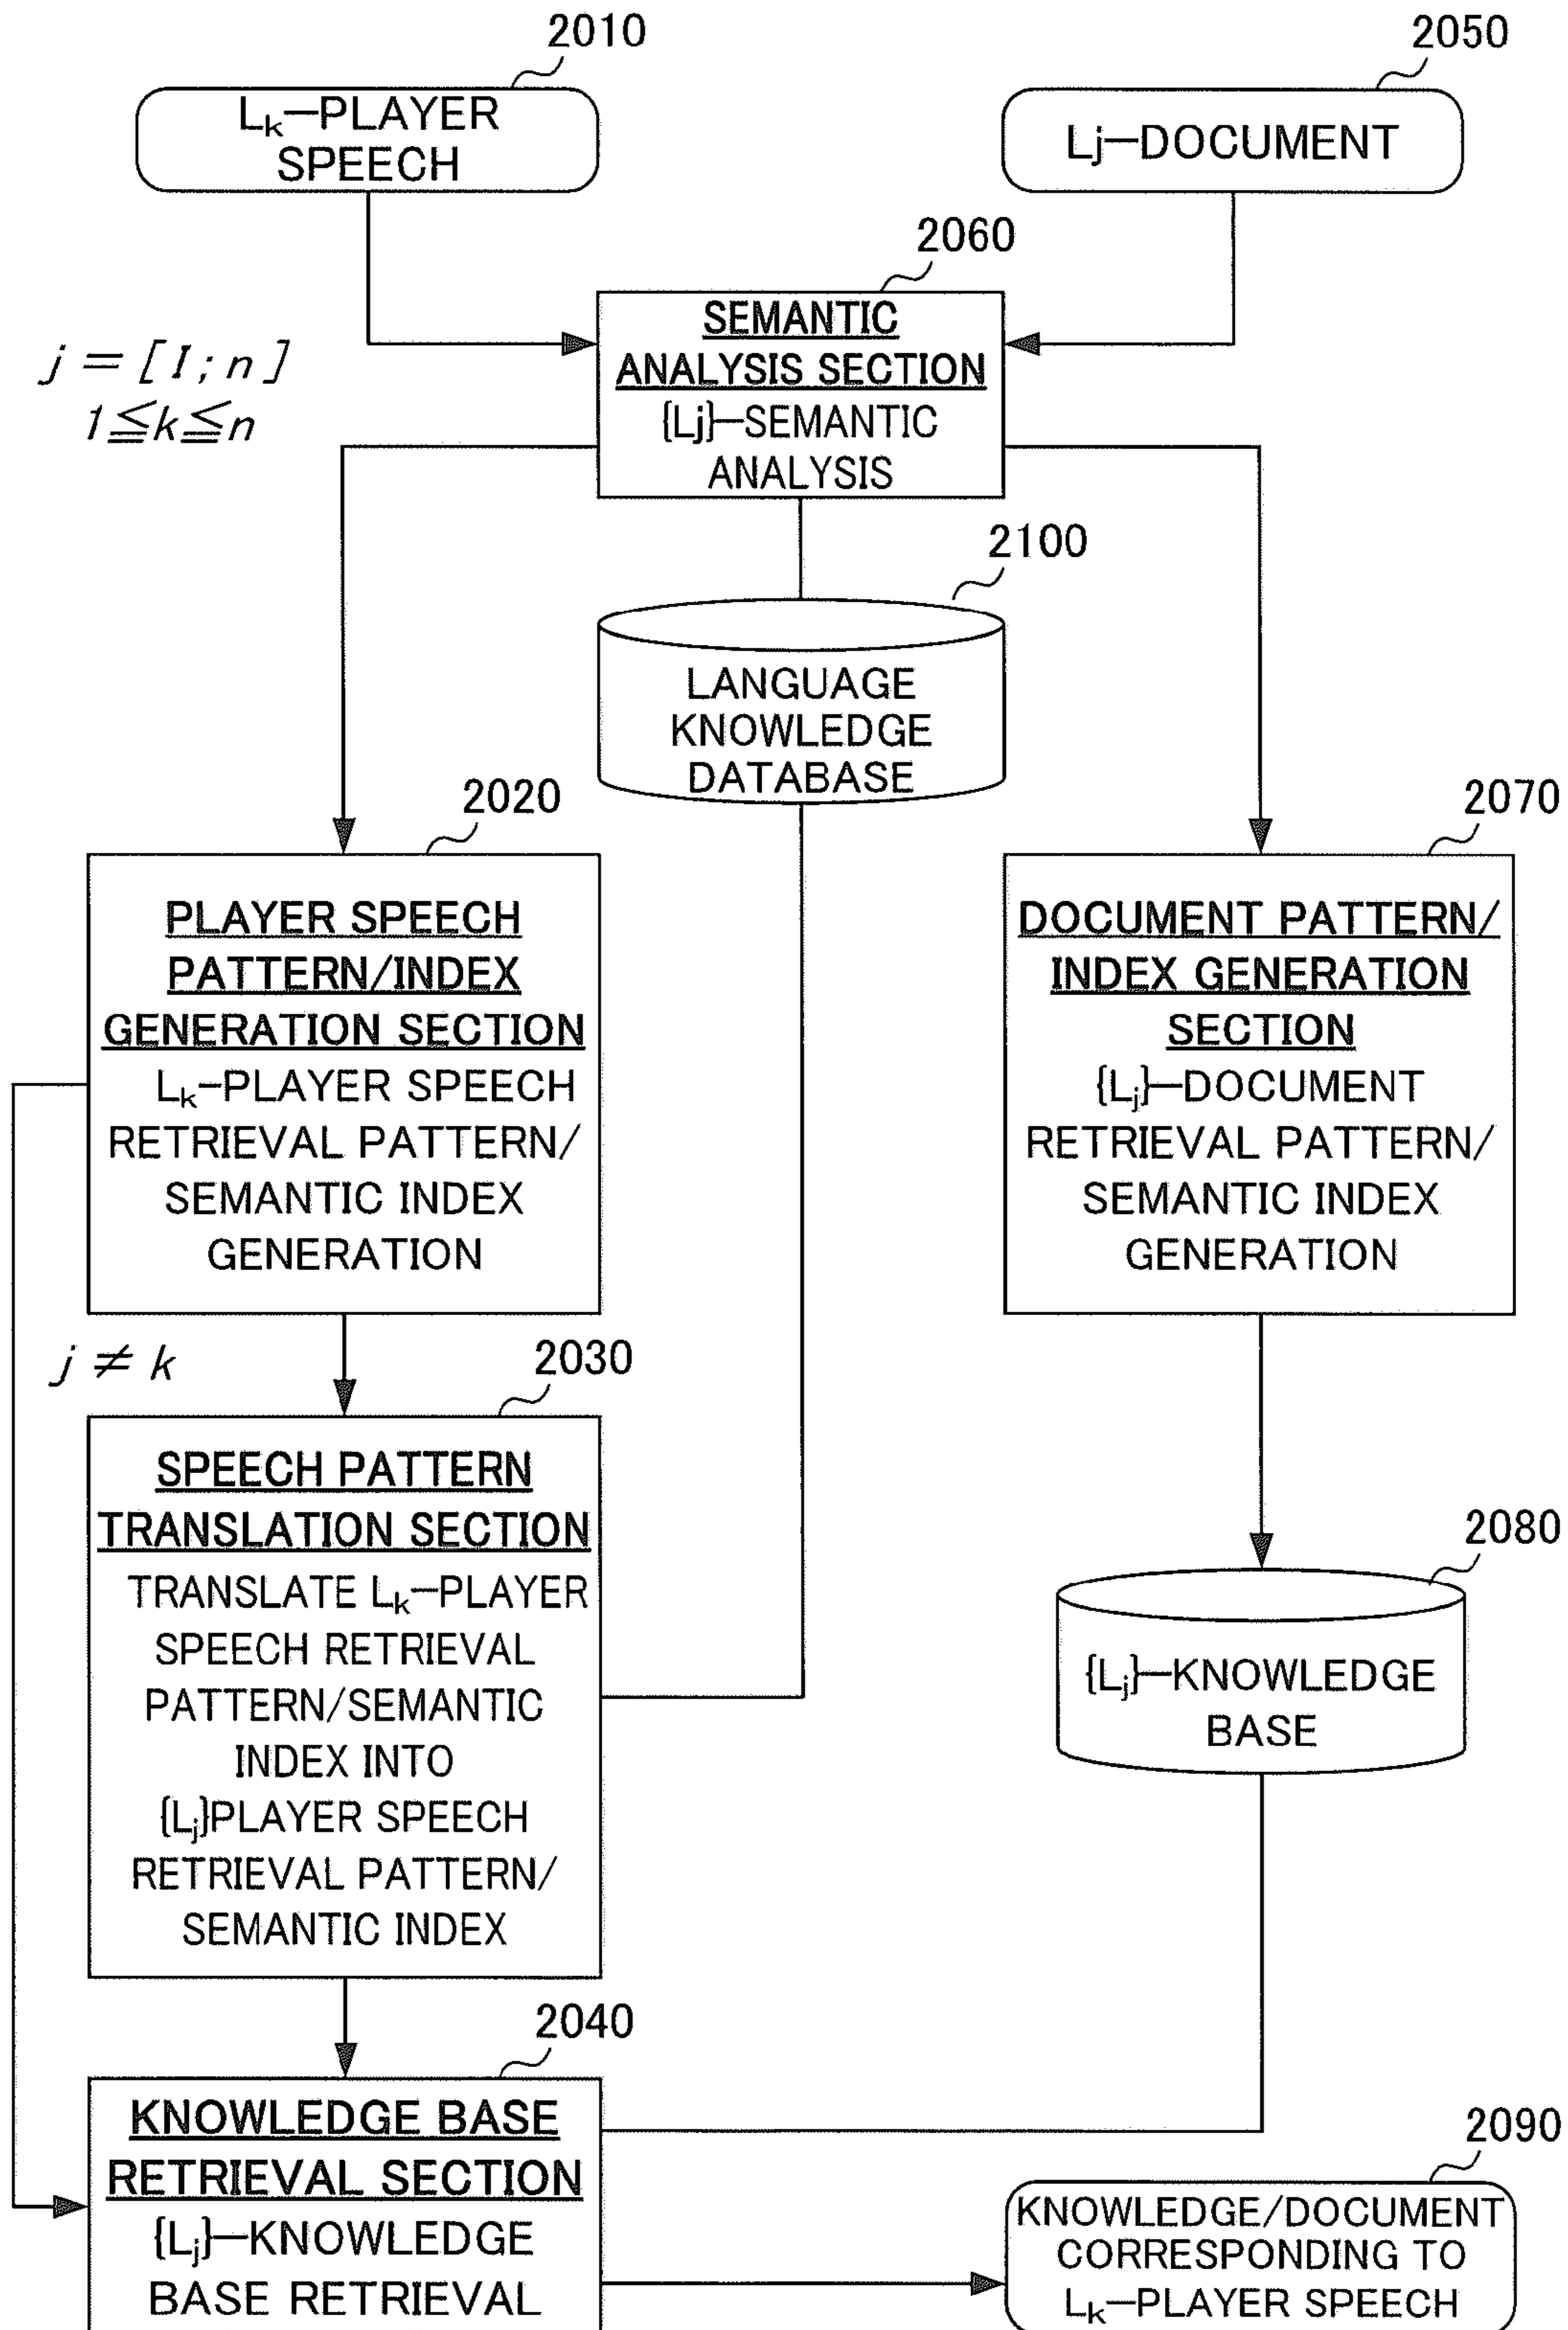 2010
2050
Lk—PLAYER
SPEECH
Lj—DOCUMENT
2060
SEMANTIC
ANALYSIS SECTION
{Lj}—SEMANTIC
ANALYSIS
j = [I; n]
1≦k≦n
2100
LANGUAGE
KNOWLEDGE
DATABASE
2020
PLAYER SPEECH
PATTERN/INDEX
GENERATION SECTION
Lk—PLAYER SPEECH
RETRIEVAL PATTERN/
SEMANTIC INDEX
GENERATION
2070
DOCUMENT PATTERN/
INDEX GENERATION
SECTION
{Lj}—DOCUMENT
RETRIEVAL PATTERN/
SEMANTIC INDEX
GENERATION
j ≠ k
2030
SPEECH PATTERN
TRANSLATION SECTION
TRANSLATE Lk—PLAYER
SPEECH RETRIEVAL
PATTERN/SEMANTIC
INDEX INTO
{Lj}PLAYER SPEECH
RETRIEVAL PATTERN/
SEMANTIC INDEX
2080
{Lj}—KNOWLEDGE
BASE
2040
KNOWLEDGE BASE
RETRIEVAL SECTION
{Lj}—KNOWLEDGE
BASE RETRIEVAL
2090
KNOWLEDGE/DOCUMENT
CORRESPONDING TO
Lk—PLAYER SPEECH